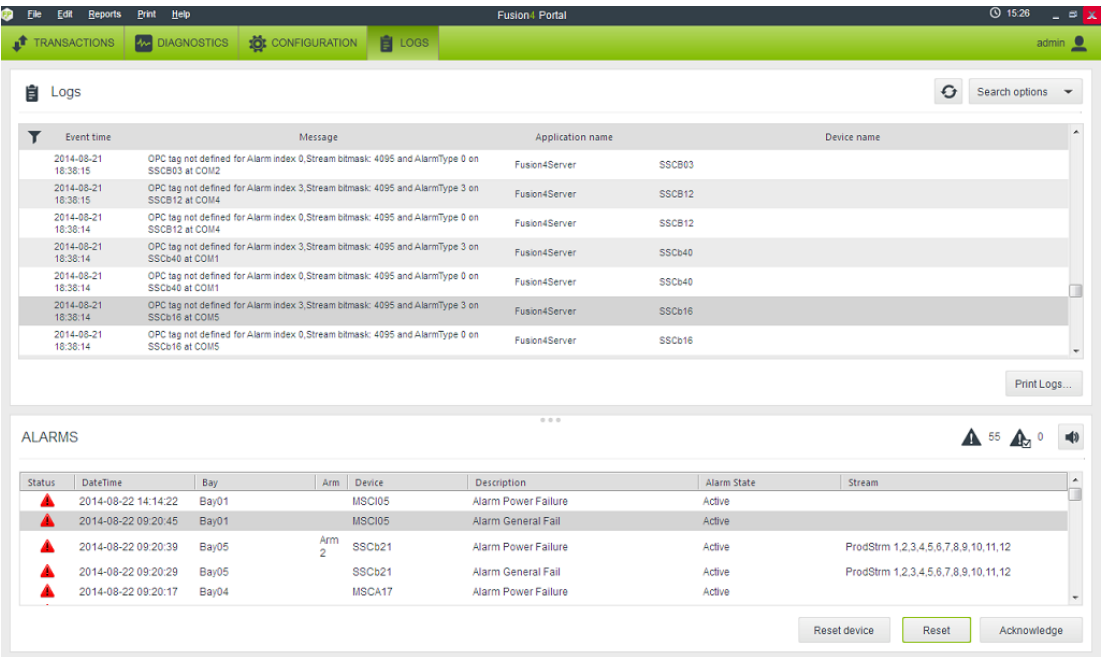 File Edit Reports Print Help Fusion4 Portal 15:26
TRANSACTIONS DIAGNOSTICS CONFIGURATION LOGS admin
Logs Search options
Event time Message Application name Device name
2014-08-21 OPC tag not defined for Alarm index 0,Stream bitmask: 4095 and AlarmType 0 on
18:38:15 SSCB03 at COM2 Fusion4Server SSCB03
2014-08-21 OPC tag not defined for Alarm index 3,Stream bitmask: 4095 and AlarmType 3 on
18:38:15 SSCB12 at COM4 Fusion4Server SSCB12
2014-08-21 OPC tag not defined for Alarm index 0,Stream bitmask: 4095 and AlarmType 0 on
18:38:14 SSCB12 at COM4 Fusion4Server SSCB12
2014-08-21 OPC tag not defined for Alarm index 3,Stream bitmask: 4095 and AlarmType 3 on
18:38:14 SSCb40 at COM1 Fusion4Server SSCb40
2014-08-21 OPC tag not defined for Alarm index 0,Stream bitmask: 4095 and AlarmType 0 on
18:38:14 SSCb40 at COM1 Fusion4Server SSCb40
2014-08-21 OPC tag not defined for Alarm index 3,Stream bitmask: 4095 and AlarmType 3 on
18:38:14 SSCb16 at COM5 Fusion4Server SSCb16
2014-08-21 OPC tag not defined for Alarm index 0,Stream bitmask: 4095 and AlarmType 0 on
18:38:14 SSCb16 at COM5 Fusion4Server SSCb16
Print Logs...
ALARMS 55 0
Status DateTime Bay Arm Device Description Alarm State Stream
2014-08-22 14:14:22 Bay01 MSCI05 Alarm Power Failure Active
2014-08-22 09:20:45 Bay01 MSCI05 Alarm General Fail Active
2014-08-22 09:20:39 Bay05 Arm 2 SSCb21 Alarm Power Failure Active ProdStrm 1,2,3,4,5,6,7,8,9,10,11,12
2014-08-22 09:20:29 Bay05 SSCb21 Alarm General Fail Active ProdStrm 1,2,3,4,5,6,7,8,9,10,11,12
2014-08-22 09:20:17 Bay04 MSCA17 Alarm Power Failure Active
Reset device Reset Acknowledge